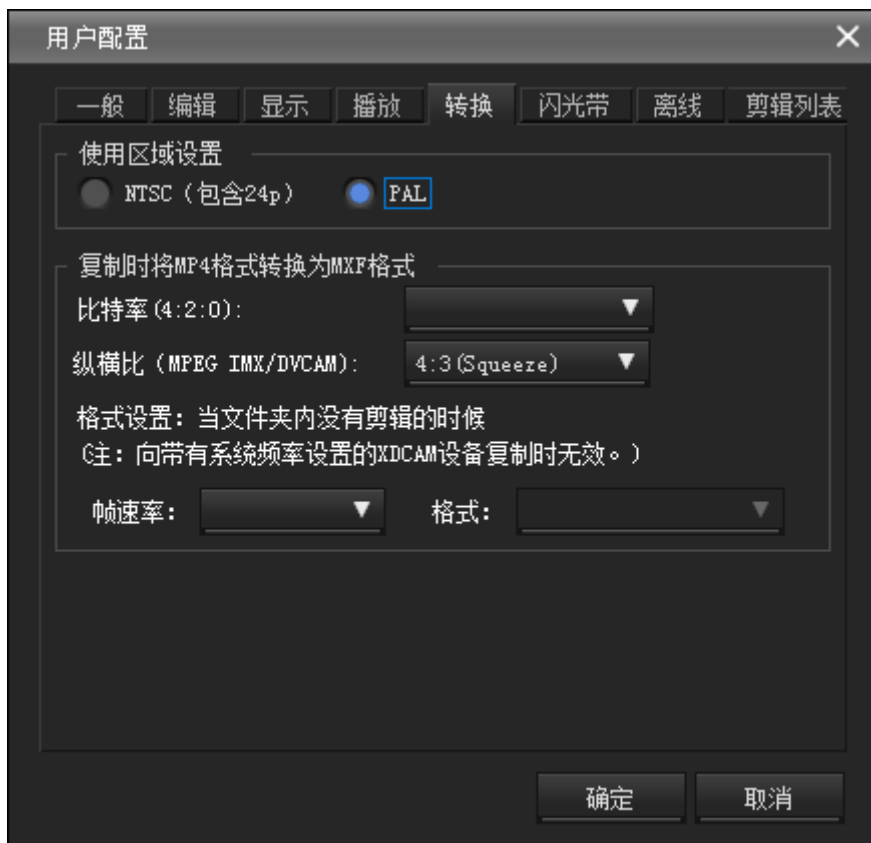 用户配置
一般 编辑 显示 播放 转换 闪光带 离线 剪辑列表
使用区域设置
NTSC (包含24p) PAL
复制时将MP4格式转换为MXF格式
比特率(4:2:0):
纵横比 (MPEG IMX/DVCAM): 4:3(Squeeze)
格式设置: 当文件夹内没有剪辑的时候
(注: 向带有系统频率设置的XDCAM设备复制时无效。)
帧速率: 格式:
确定 取消